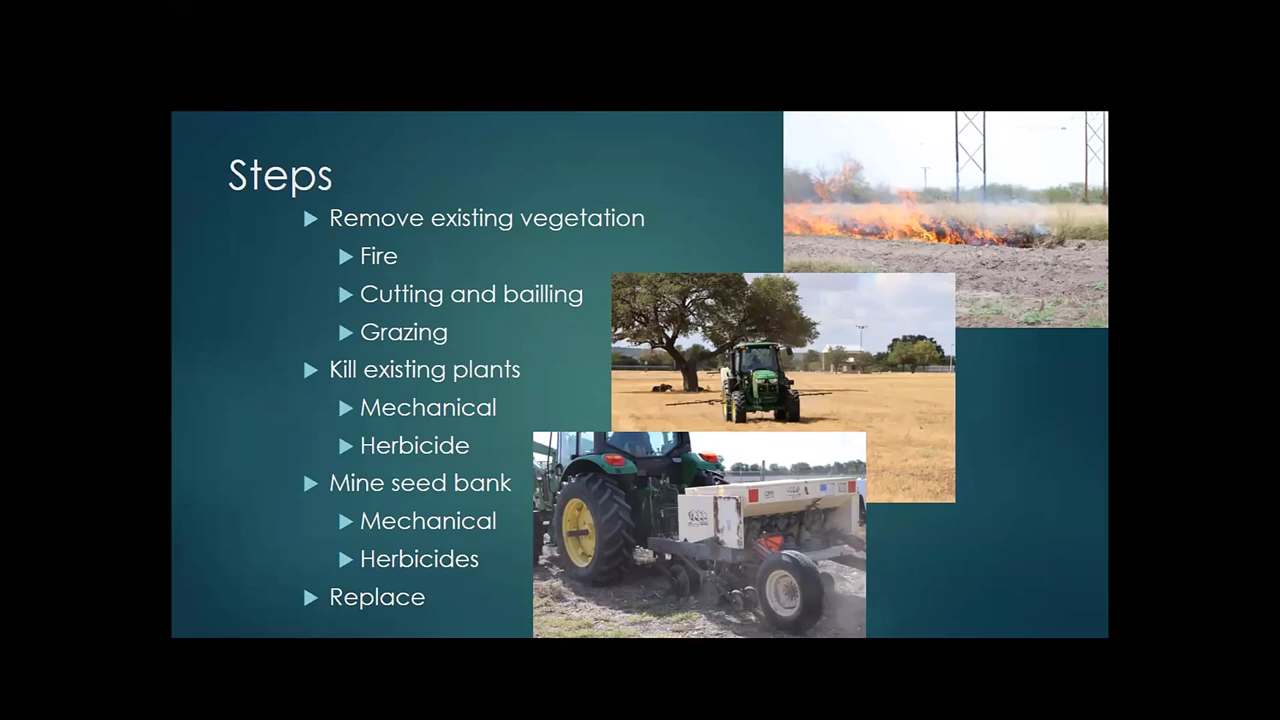 Steps
Remove existing vegetation
Fire
Cutting and bailling
Grazing
Kill existing plants
Mechanical
Herbicide
Mine seed bank
Mechanical
Herbicides
Replace